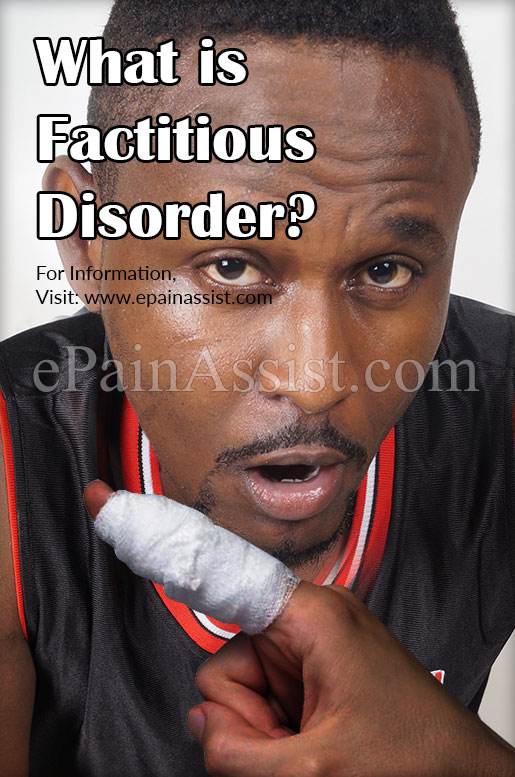 What is
Factitious
Disorder?
For Information,
Visit: www.epainassist.com
ePainAssist.com